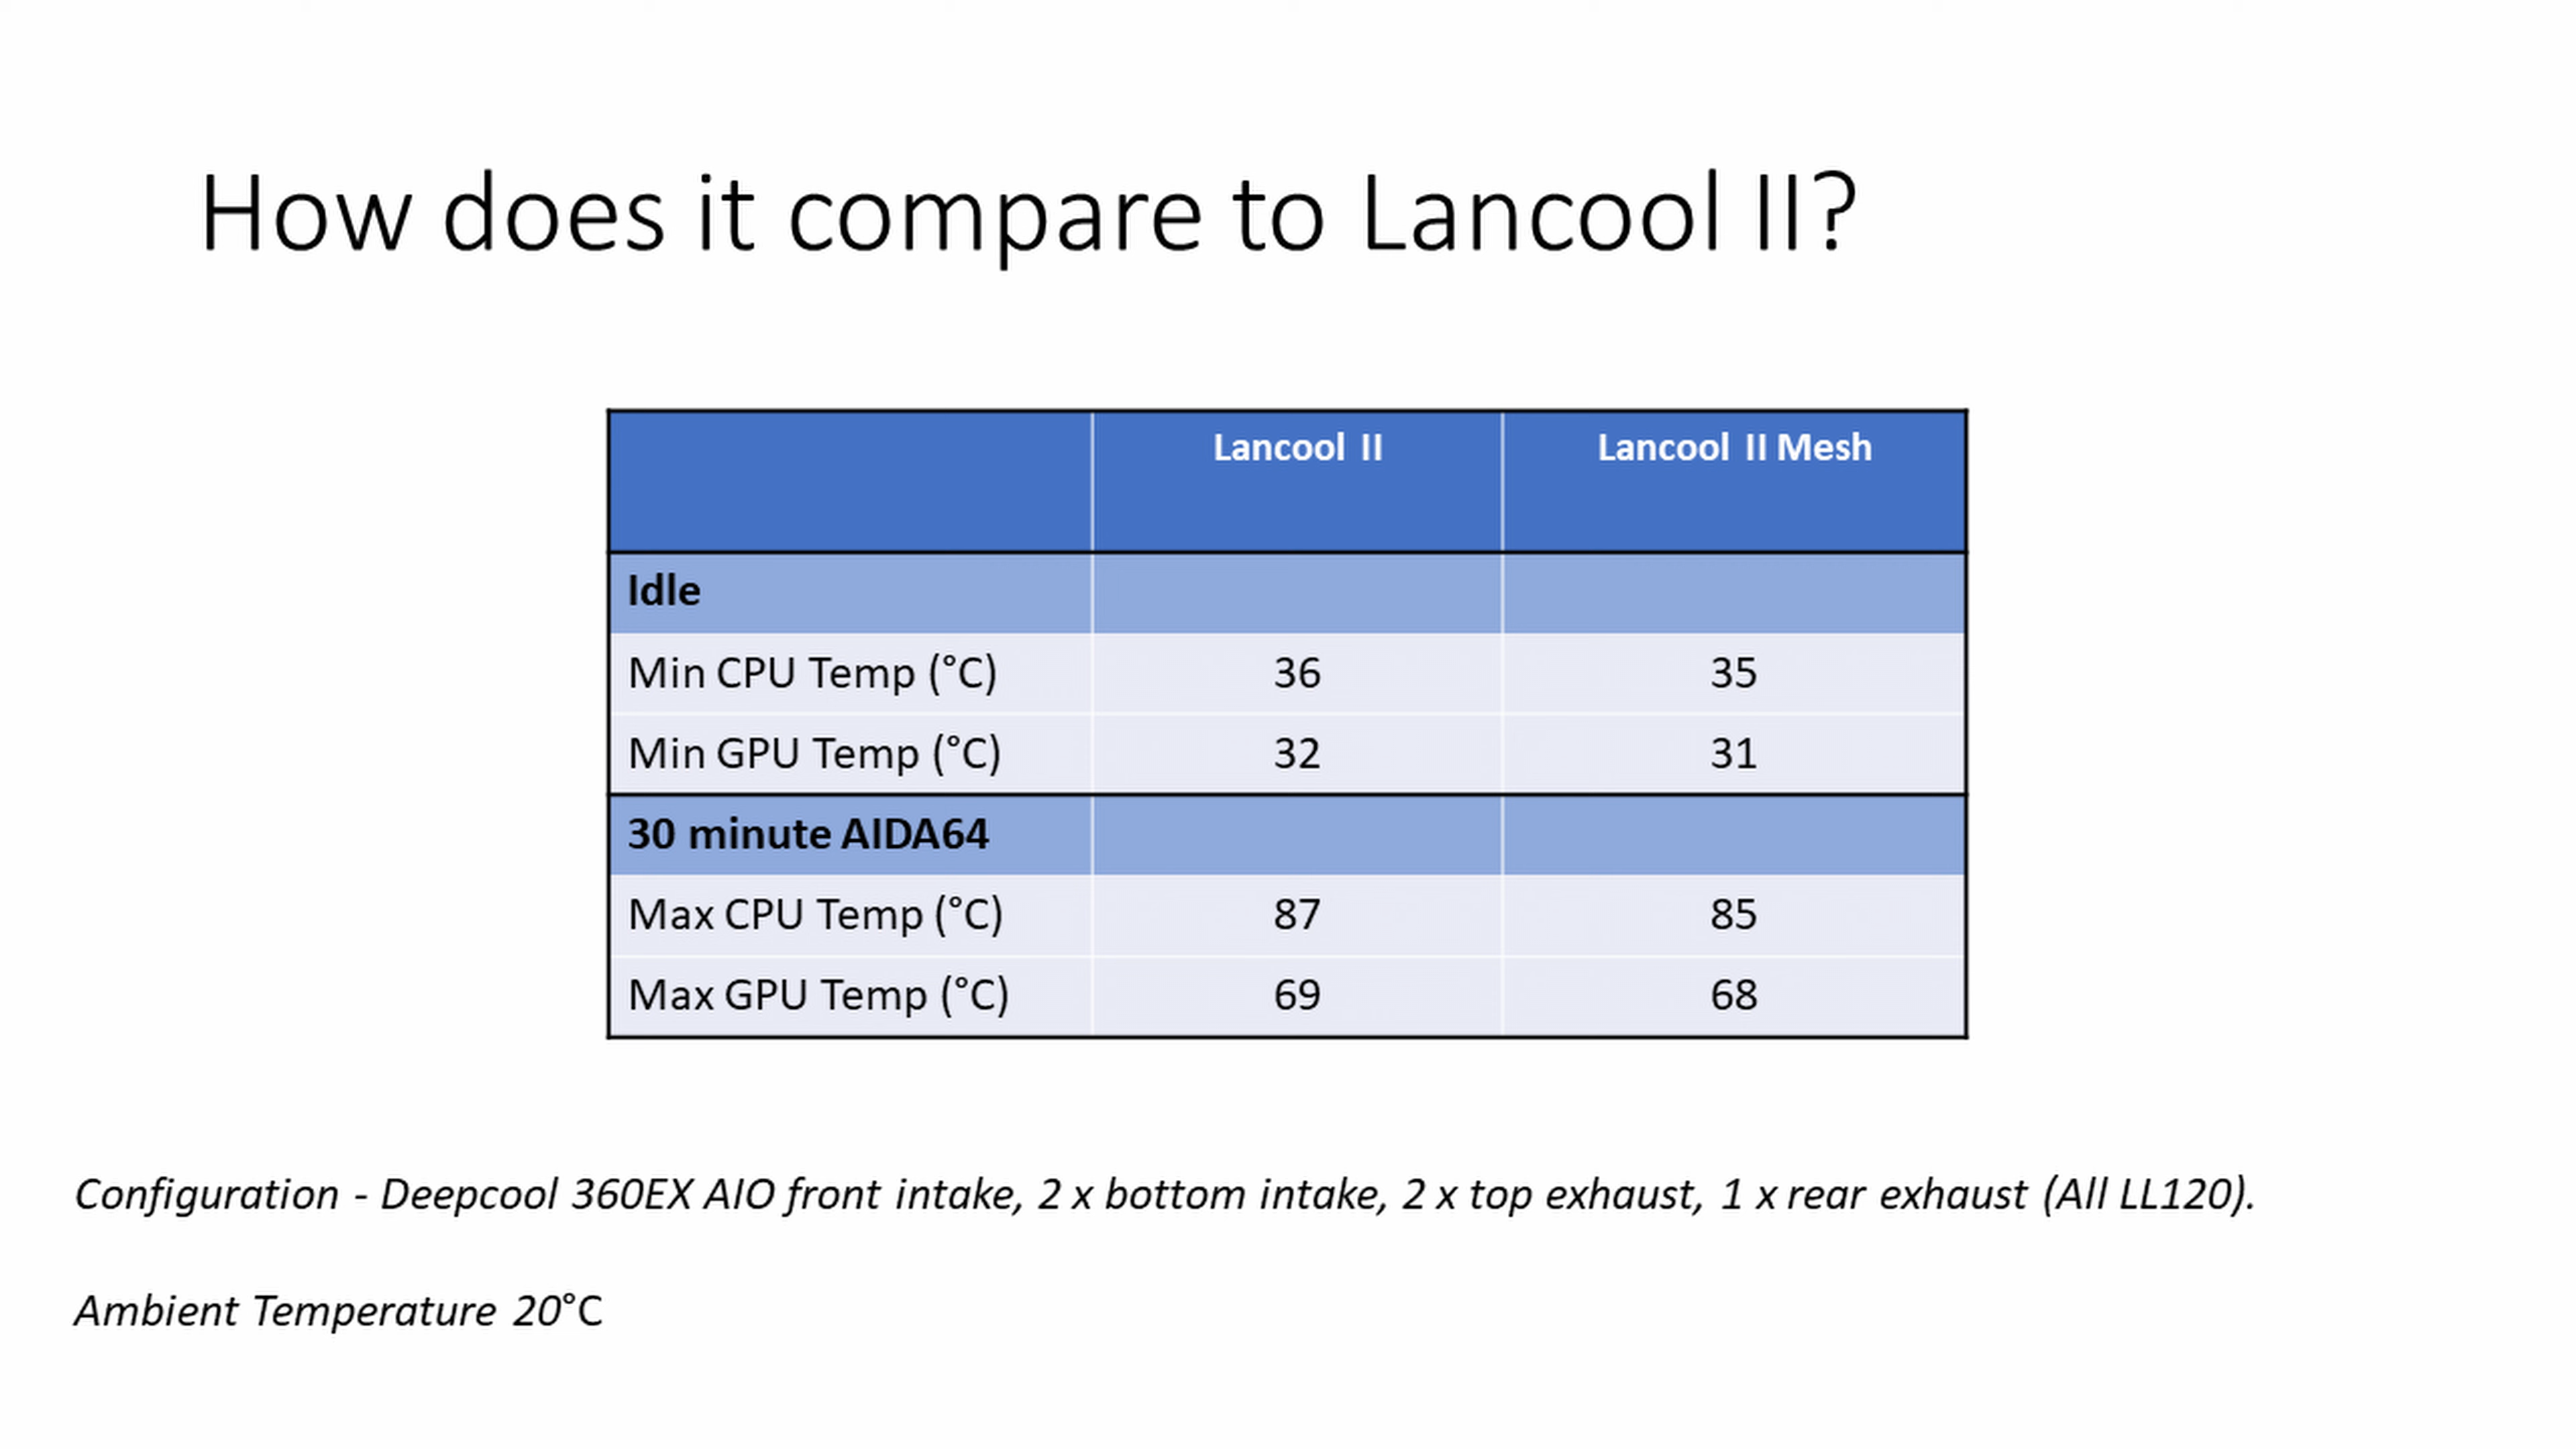 How does it compare to Lancool II?
Lancool II Lancool II Mesh
Idle
Min CPU Temp (°C) 36 35
Min GPU Temp (°C) 32 31
30 minute AIDA64
Max CPU Temp (°C) 87 85
Max GPU Temp (°C) 69 68
Configuration - Deepcool 360EX AIO front intake, 2 x bottom intake, 2 x top exhaust, 1 x rear exhaust (All LL120).
Ambient Temperature 20°C